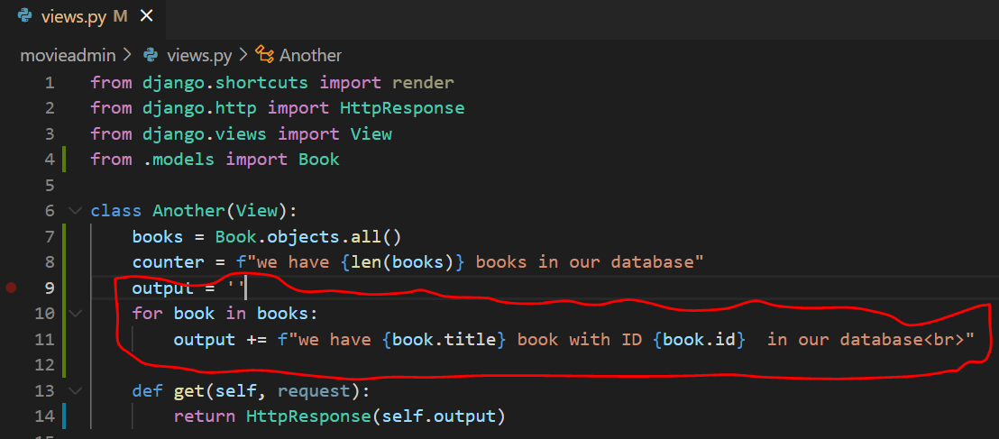 views.py M
movieadmin > views.py > Another
1 from django.shortcuts import render
2 from django.http import HttpResponse
3 from django.views import View
4 from .models import Book
5
6 class Another(View):
7     books = Book.objects.all()
8     counter = f"we have {len(books)} books in our database"
9     output = ''
10     for book in books:
11         output += f"we have {book.title} book with ID {book.id}  in our database<br>"
12
13     def get(self, request):
14         return HttpResponse(self.output)